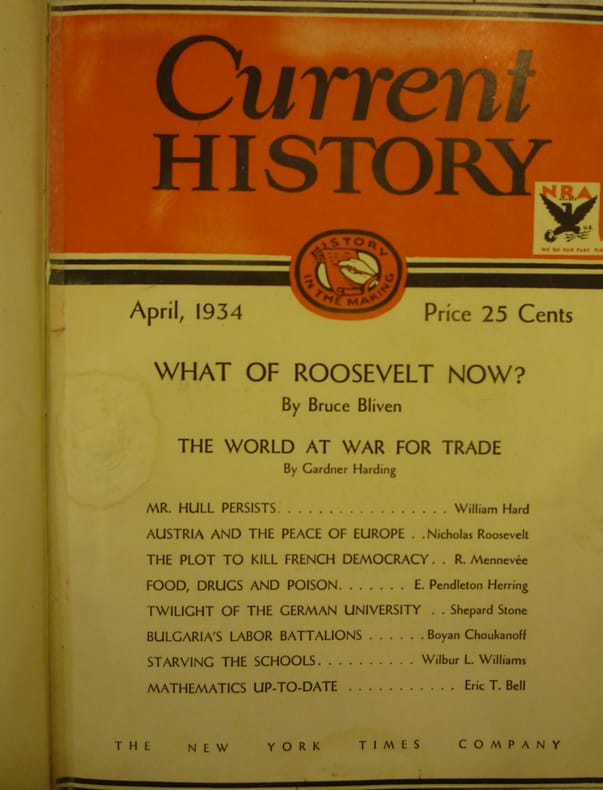 Current
HISTORY
NRA
U.S.
WE DO OUR PART
HISTORY
IN THE MAKING
April, 1934 Price 25 Cents
WHAT OF ROOSEVELT NOW?
By Bruce Bliven
THE WORLD AT WAR FOR TRADE
By Gardner Harding
MR. HULL PERSISTS. . . . . . . . . . . . . . . . . William Hard
AUSTRIA AND THE PEACE OF EUROPE . . Nicholas Roosevelt
THE PLOT TO KILL FRENCH DEMOCRACY . . R. Mennevée
FOOD, DRUGS AND POISON. . . . . . . E. Pendleton Herring
TWILIGHT OF THE GERMAN UNIVERSITY . . Shepard Stone
BULGARIA'S LABOR BATTALIONS . . . . . . Boyan Choukanoff
STARVING THE SCHOOLS. . . . . . . . . . Wilbur L. Williams
MATHEMATICS UP-TO-DATE . . . . . . . . . . . Eric T. Bell
THE NEW YORK TIMES COMPANY